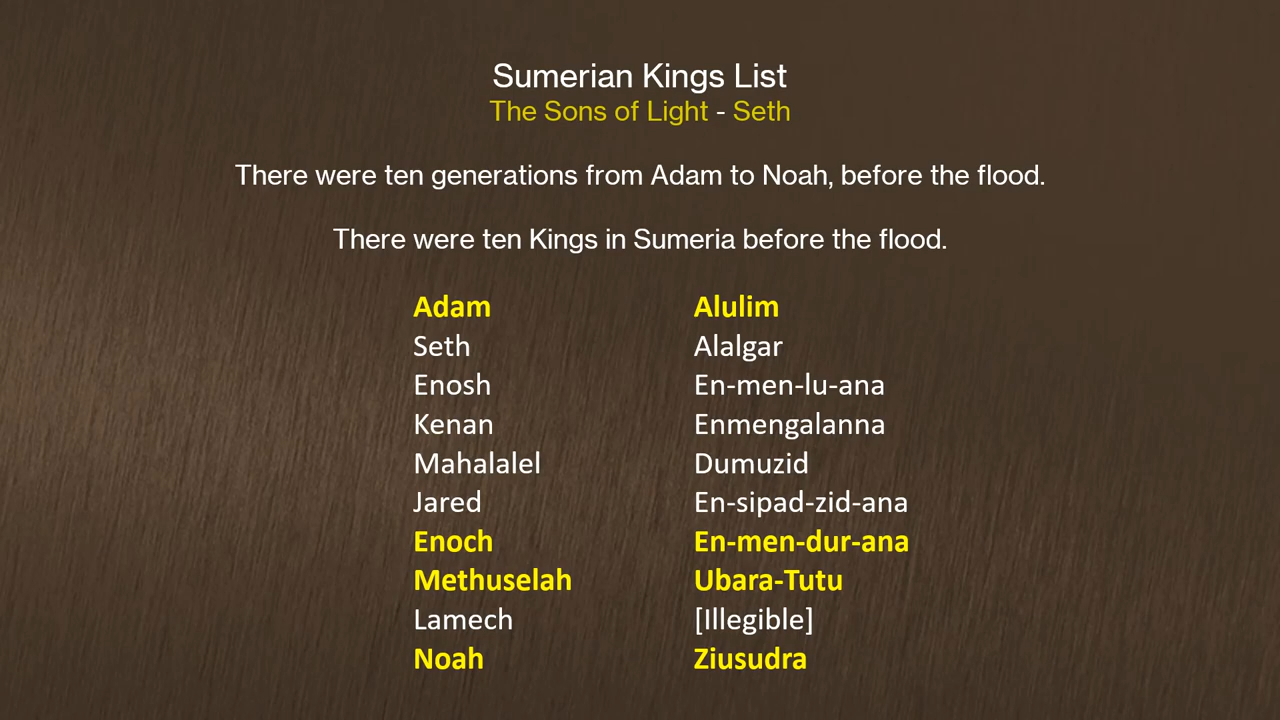 Sumerian Kings List
The Sons of Light - Seth
There were ten generations from Adam to Noah, before the flood.
There were ten Kings in Sumeria before the flood.
Adam Alulim
Seth Alalgar
Enosh En-men-lu-ana
Kenan Enmengalanna
Mahalalel Dumuzid
Jared En-sipad-zid-ana
Enoch En-men-dur-ana
Methuselah Ubara-Tutu
Lamech [Illegible]
Noah Ziusudra